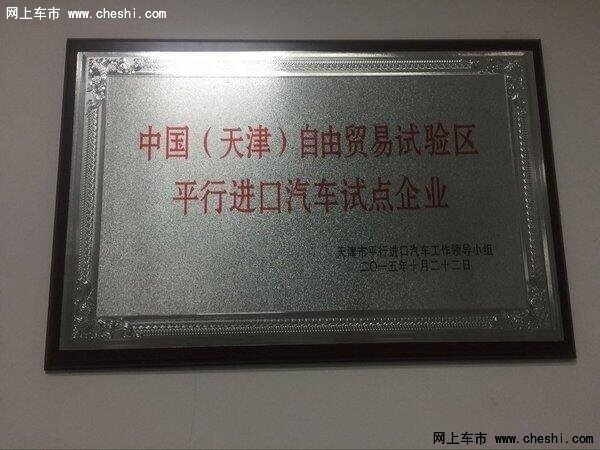 网上车市 www.cheshi.com
中国（天津）自由贸易试验区
平行进口汽车试点企业
天津市平行进口汽车工作领导小组
二〇一五年十月二十二日
网上车市 www.cheshi.com